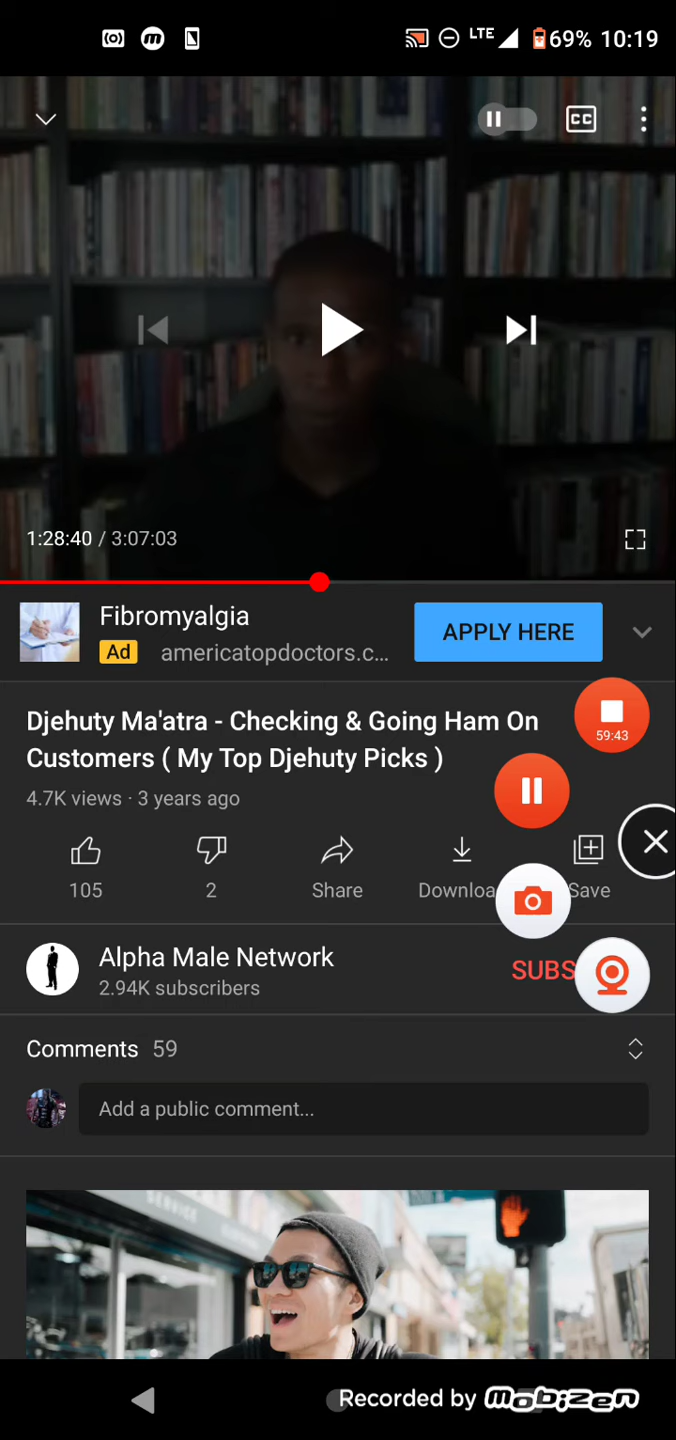 LTE 69% 10:19
CC
1:28:40 / 3:07:03
Fibromyalgia
Ad americatopdoctors.c...
APPLY HERE
Djehuty Ma'atra - Checking & Going Ham On
Customers ( My Top Djehuty Picks )
59:43
4.7K views · 3 years ago
105 2 Share Downloa Save
Alpha Male Network
2.94K subscribers
SUBS
Comments 59
Add a public comment...
Recorded by mobizen